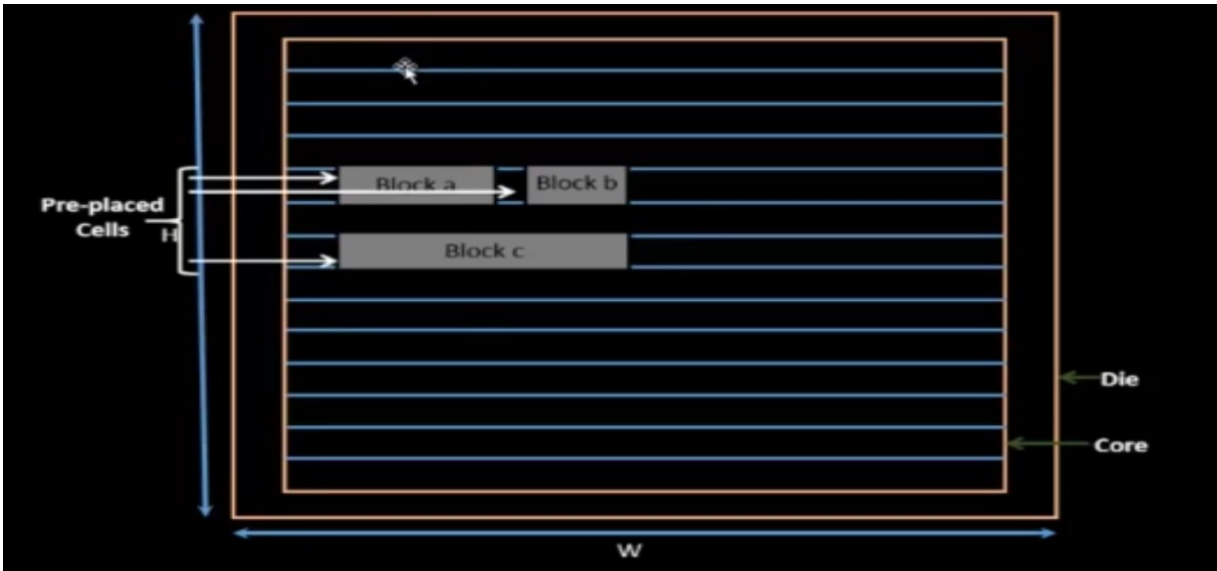 Block a
Block b
Pre-placed
Cells
H
Block c
Die
Core
W